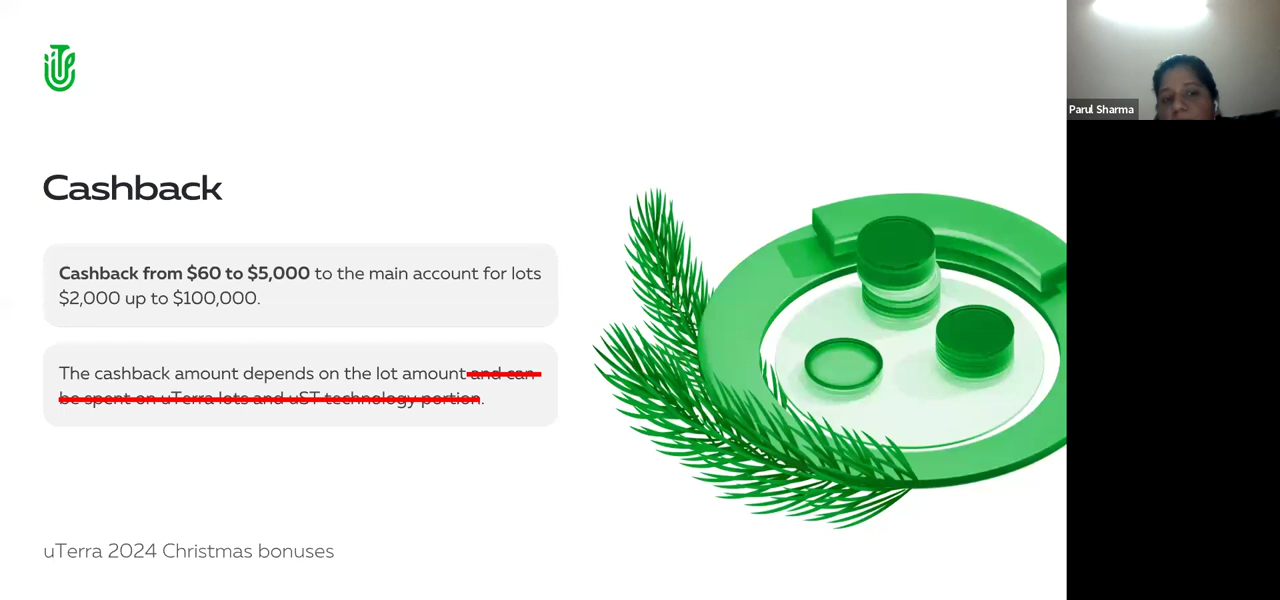 Cashback
Cashback from $60 to $5,000 to the main account for lots
$2,000 up to $100,000.
The cashback amount depends on the lot amount and can
be spent on uTerra lots and uST technology portion.
uTerra 2024 Christmas bonuses
Parul Sharma